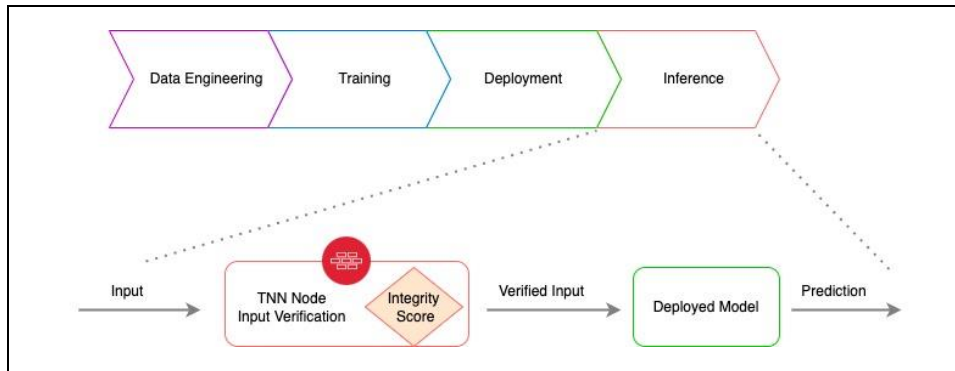 Data Engineering
Training
Deployment
Inference
Input
TNN Node
Input Verification
Integrity
Score
Verified Input
Deployed Model
Prediction